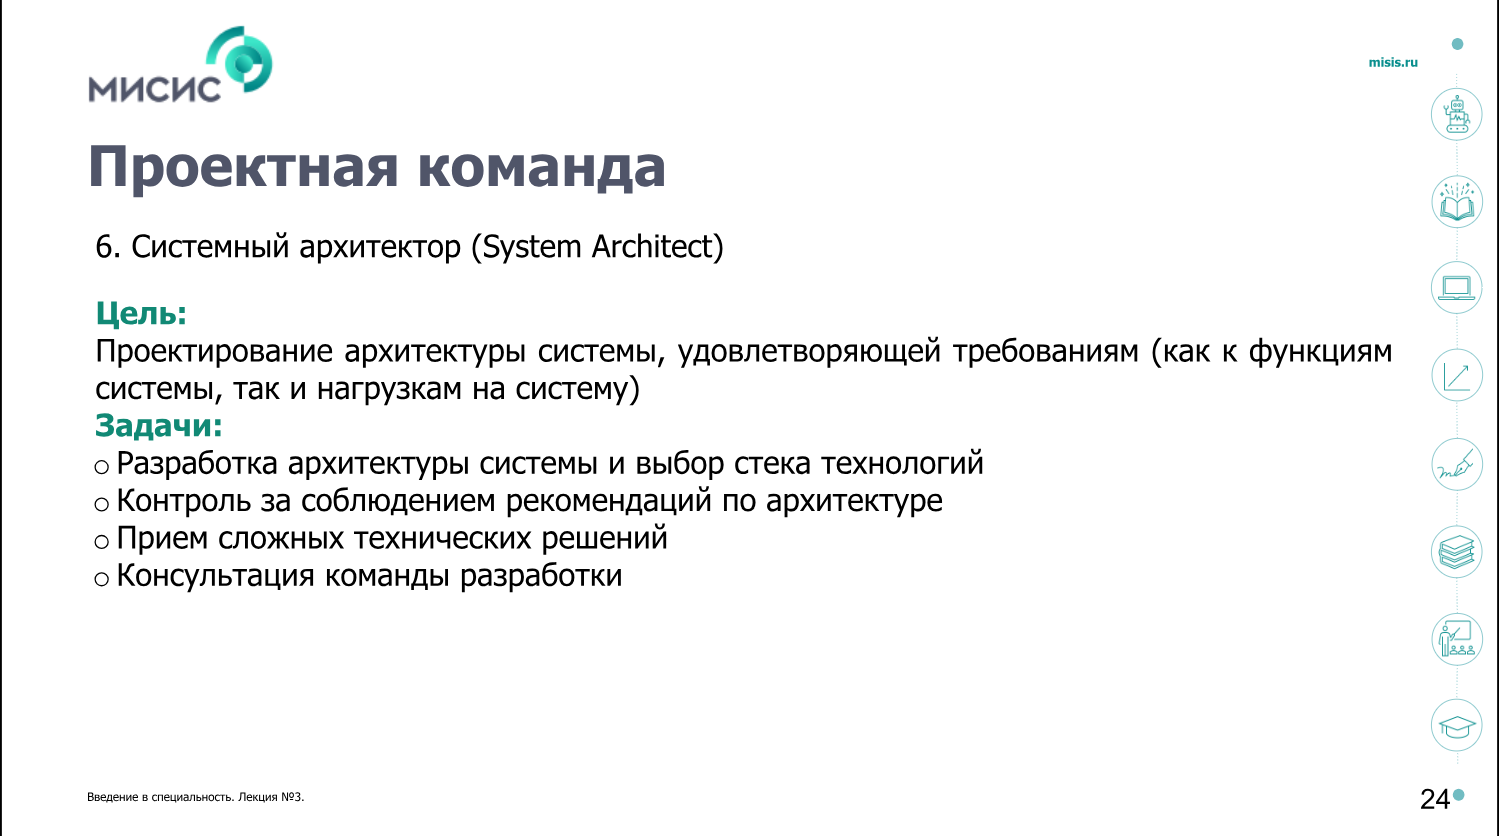 МИСИС
misis.ru
Проектная команда
6. Системный архитектор (System Architect)
Цель:
Проектирование архитектуры системы, удовлетворяющей требованиям (как к функциям
системы, так и нагрузкам на систему)
Задачи:
o Разработка архитектуры системы и выбор стека технологий
o Контроль за соблюдением рекомендаций по архитектуре
o Прием сложных технических решений
o Консультация команды разработки
Введение в специальность. Лекция №3.
24